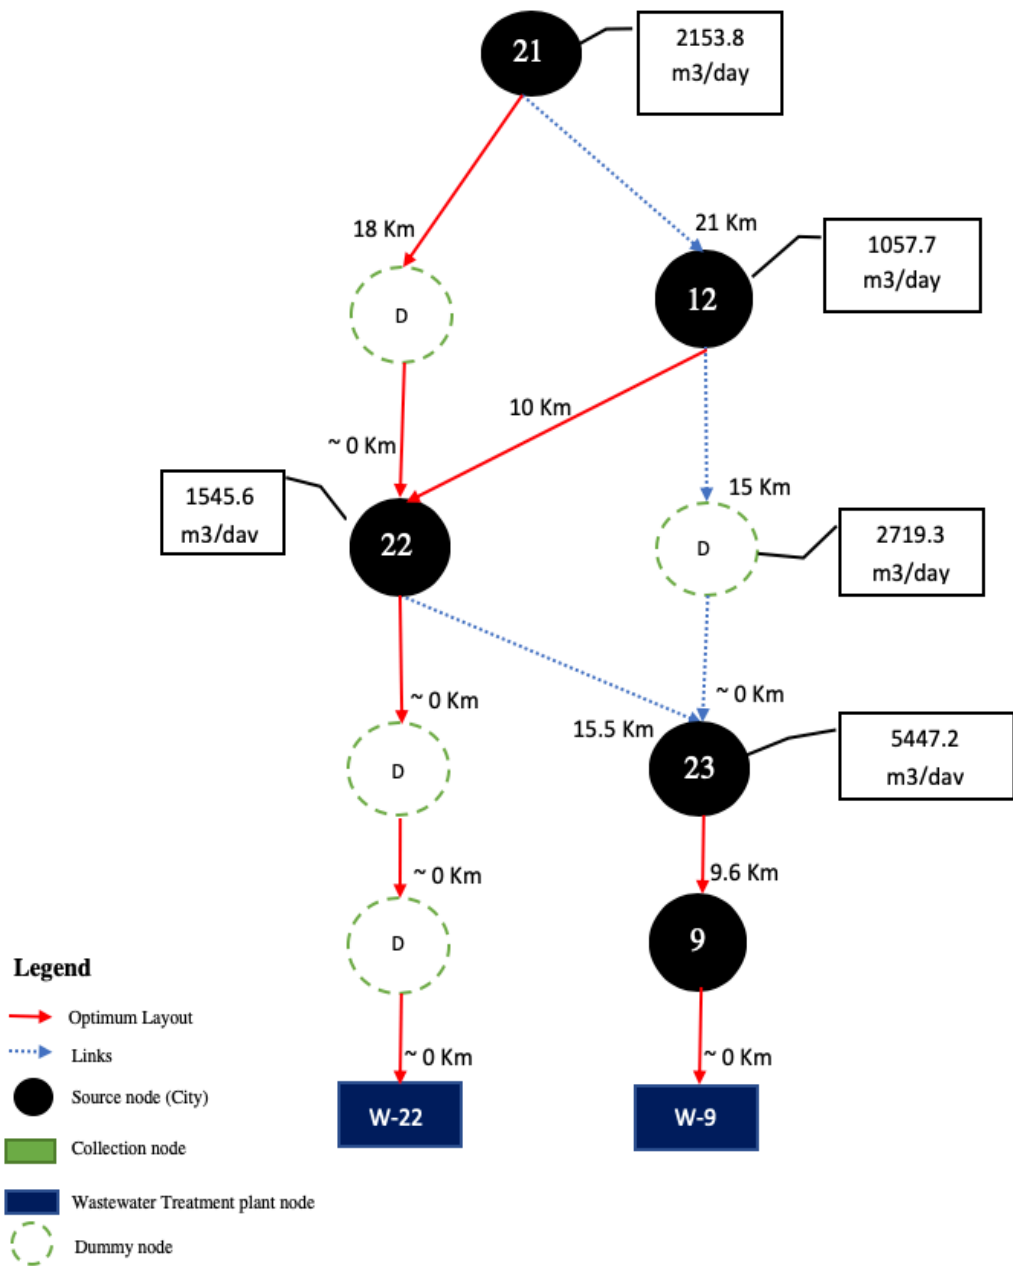 21
2153.8
m3/day
18 Km
21 Km
12
1057.7
m3/day
D
10 Km
~ 0 Km
1545.6
m3/dav
22
15 Km
D
2719.3
m3/day
~ 0 Km
~ 0 Km
15.5 Km
23
5447.2
m3/dav
D
~ 0 Km
9.6 Km
D
9
Legend
Optimum Layout
Links
~ 0 Km
~ 0 Km
Source node (City)
W-22
W-9
Collection node
Wastewater Treatment plant node
Dummy node